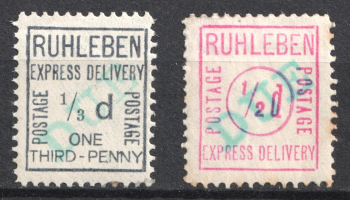 RUHLEBEN
EXPRESS DELIVERY
POSTAGE
1/3 d
POSTAGE
ONE
THIRD-PENNY
RUHLEBEN
POSTAGE
1/2 d
POSTAGE
EXPRESS DELIVERY